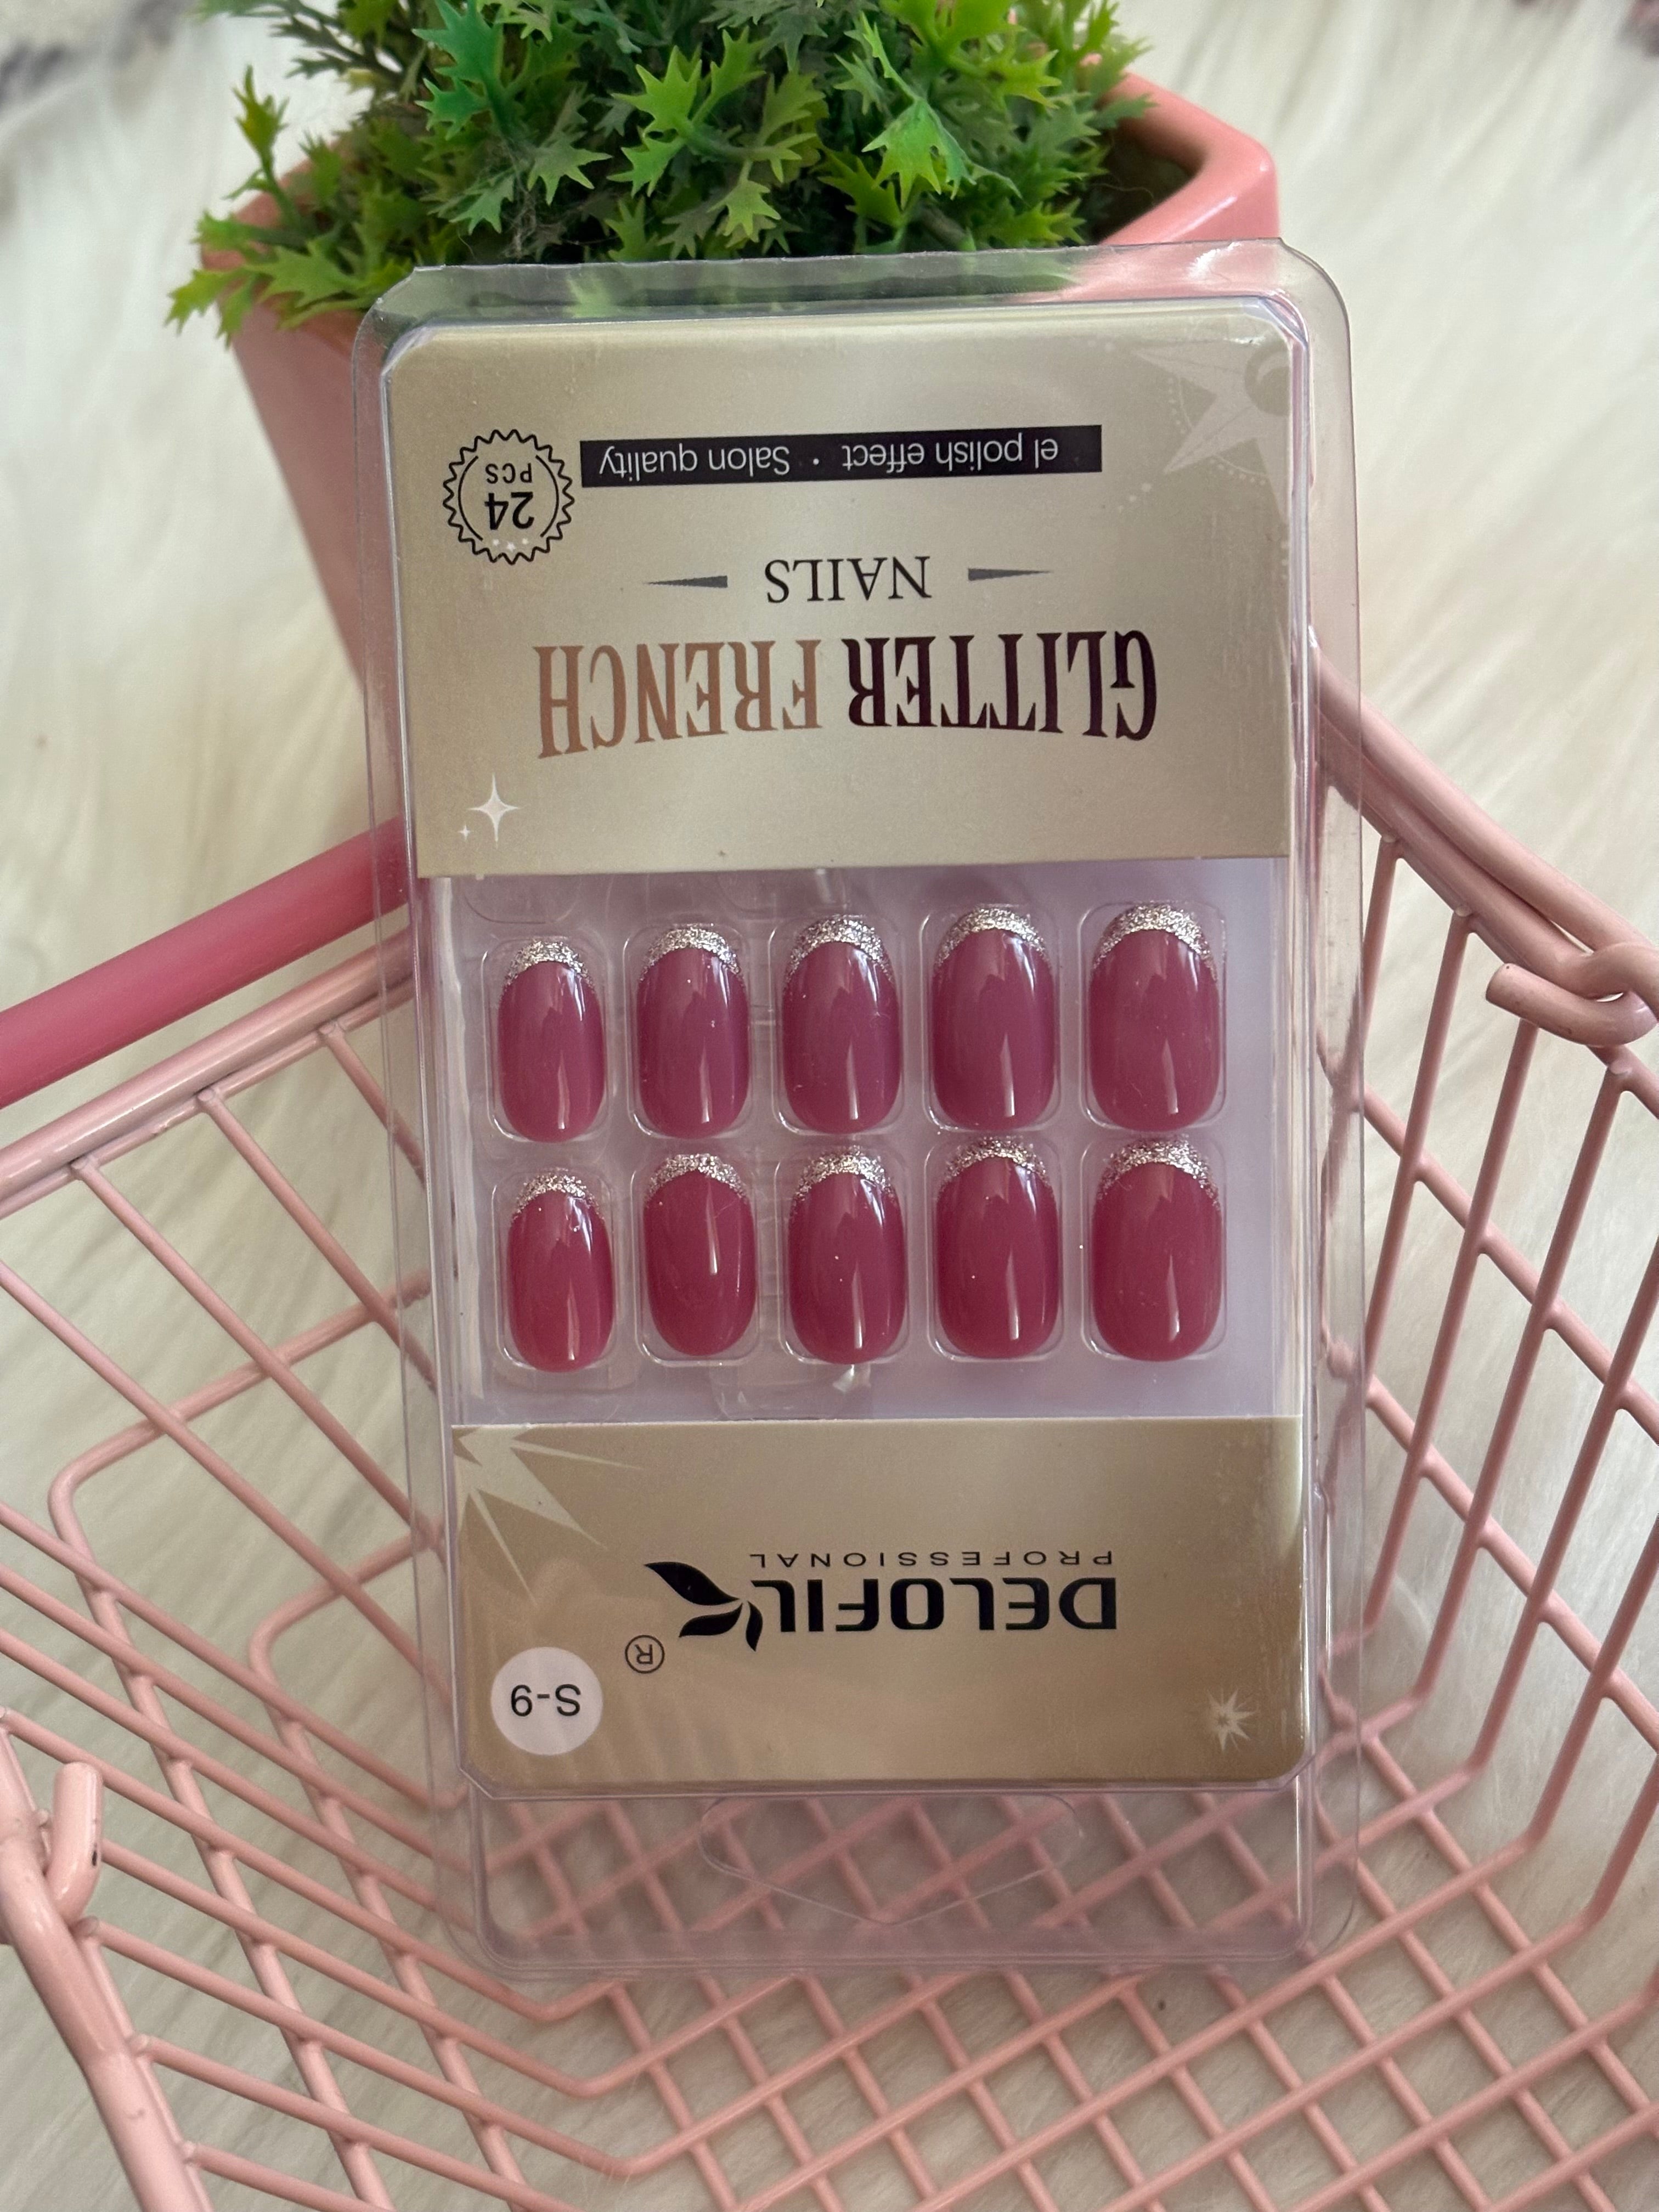 S-9
DELOFIL®
PROFESSIONAL
GLITTER FRENCH
NAILS
el polish effect · Salon quality
24
PCS